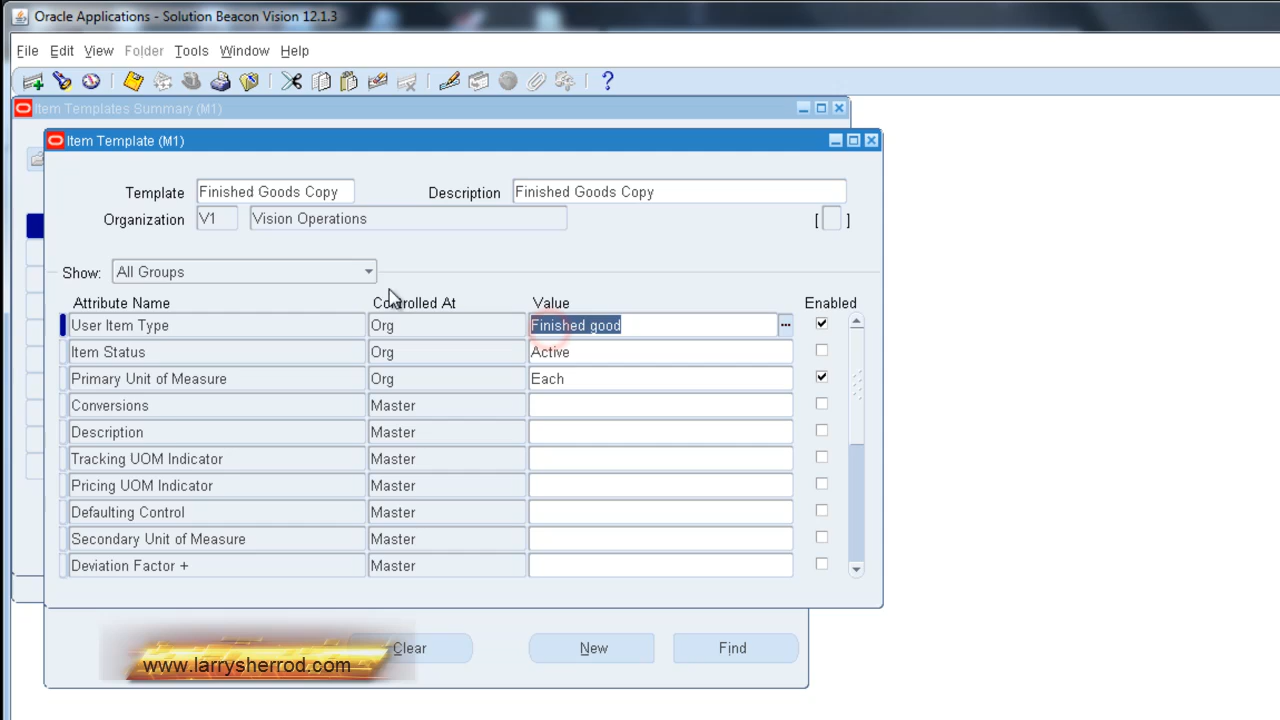 Oracle Applications - Solution Beacon Vision 12.1.3
File Edit View Folder Tools Window Help
Item Templates Summary (M1)
Item Template (M1)
Template Finished Goods Copy Description Finished Goods Copy
Organization V1 Vision Operations [ ]
Show: All Groups
Attribute Name Controlled At Value Enabled
User Item Type Org Finished good
Item Status Org Active
Primary Unit of Measure Org Each
Conversions Master
Description Master
Tracking UOM Indicator Master
Pricing UOM Indicator Master
Defaulting Control Master
Secondary Unit of Measure Master
Deviation Factor + Master
Clear New Find
www.larrysherrod.com